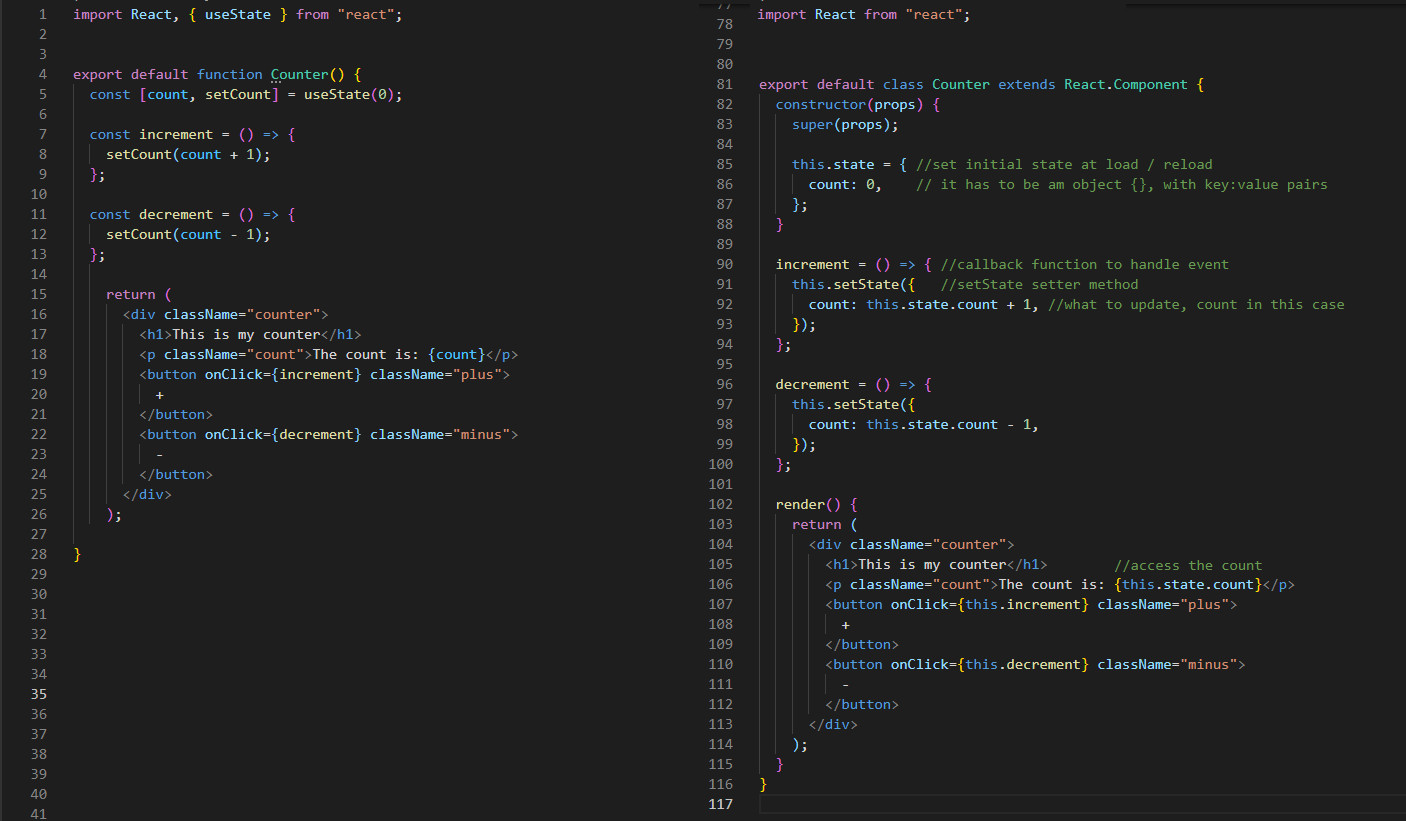 1 import React, { useState } from "react";
2
3
4 export default function Counter() {
5 const [count, setCount] = useState(0);
6
7 const increment = () => {
8 setCount(count + 1);
9 };
10
11 const decrement = () => {
12 setCount(count - 1);
13 };
14
15 return (
16 <div className="counter">
17 <h1>This is my counter</h1>
18 <p className="count">The count is: {count}</p>
19 <button onClick={increment} className="plus">
20 +
21 </button>
22 <button onClick={decrement} className="minus">
23 -
24 </button>
25 </div>
26 );
27
28 }
29
30
31
32
33
34
35
36
37
38
39
40
41
77
78 import React from "react";
79
80
81 export default class Counter extends React.Component {
82 constructor(props) {
83 super(props);
84
85 this.state = { //set initial state at load / reload
86 count: 0, // it has to be am object {}, with key:value pairs
87 };
88 }
89
90 increment = () => { //callback function to handle event
91 this.setState({ //setState setter method
92 count: this.state.count + 1, //what to update, count in this case
93 });
94 };
95
96 decrement = () => {
97 this.setState({
98 count: this.state.count - 1,
99 });
100 };
101
102 render() {
103 return (
104 <div className="counter">
105 <h1>This is my counter</h1> //access the count
106 <p className="count">The count is: {this.state.count}</p>
107 <button onClick={this.increment} className="plus">
108 +
109 </button>
110 <button onClick={this.decrement} className="minus">
111 -
112 </button>
113 </div>
114 );
115 }
116 }
117